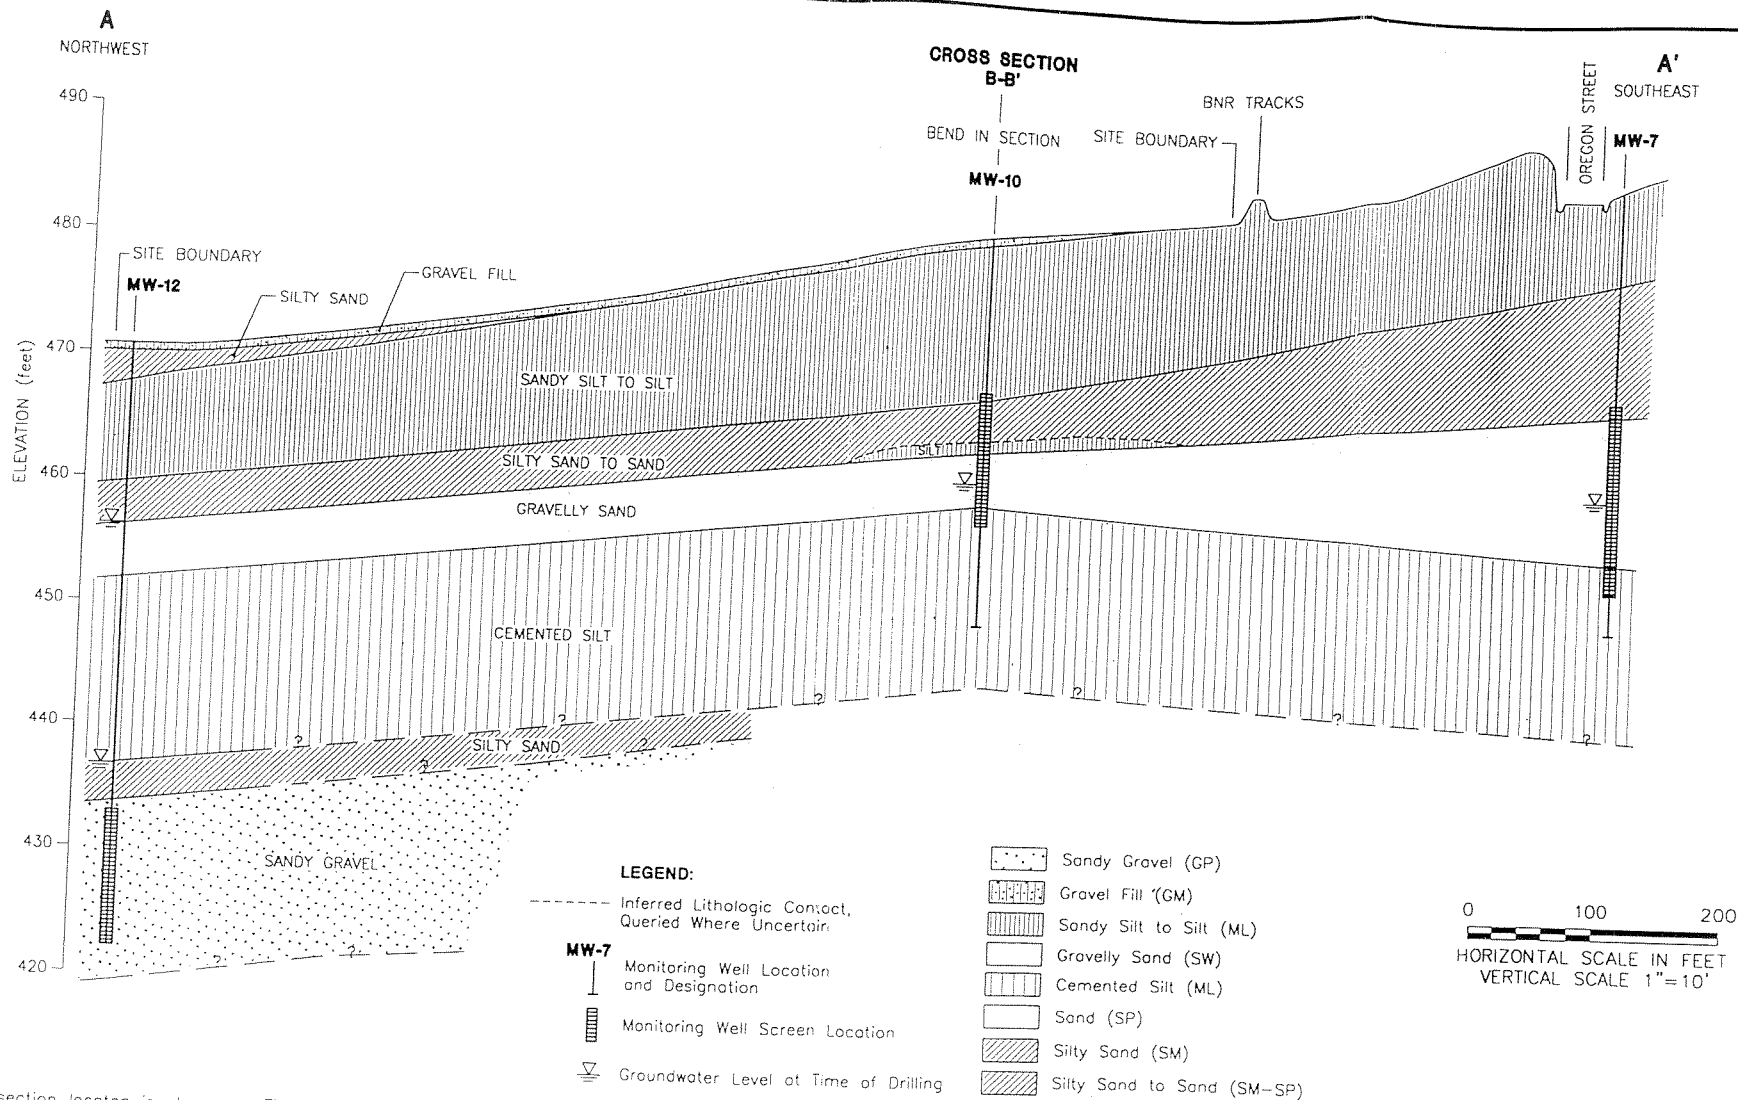 A
NORTHWEST
CROSS SECTION
B-B'
BEND IN SECTION
MW-10
SITE BOUNDARY
BNR TRACKS
OREGON STREET
A'
SOUTHEAST
MW-7
490
480
470
460
450
440
430
420
ELEVATION (feet)
SITE BOUNDARY
MW-12
SILTY SAND
GRAVEL FILL
SANDY SILT TO SILT
SILTY SAND TO SAND
SILT
GRAVELLY SAND
CEMENTED SILT
? ? ? ? ? ?
SILTY SAND
? ?
SANDY GRAVEL
? ?
LEGEND:
Inferred Lithologic Contact,
Queried Where Uncertain
MW-7
Monitoring Well Location
and Designation
Monitoring Well Screen Location
Groundwater Level at Time of Drilling
Sandy Gravel (GP)
Gravel Fill (GM)
Sandy Silt to Silt (ML)
Gravelly Sand (SW)
Cemented Silt (ML)
Sand (SP)
Silty Sand (SM)
Silty Sand to Sand (SM-SP)
0 100 200
HORIZONTAL SCALE IN FEET
VERTICAL SCALE 1"=10'
section